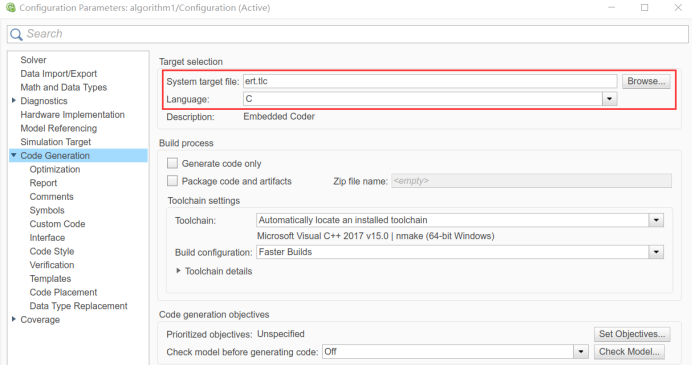 Configuration Parameters: algorithm1/Configuration (Active)
Search
Solver
Data Import/Export
Math and Data Types
Diagnostics
Hardware Implementation
Model Referencing
Simulation Target
Code Generation
Optimization
Report
Comments
Symbols
Custom Code
Interface
Code Style
Verification
Templates
Code Placement
Data Type Replacement
Coverage
Target selection
System target file: ert.tlc Browse...
Language: C
Description: Embedded Coder
Build process
Generate code only
Package code and artifacts Zip file name: <empty>
Toolchain settings
Toolchain: Automatically locate an installed toolchain
Microsoft Visual C++ 2017 v15.0 | nmake (64-bit Windows)
Build configuration: Faster Builds
Toolchain details
Code generation objectives
Prioritized objectives: Unspecified Set Objectives...
Check model before generating code: Off Check Model...